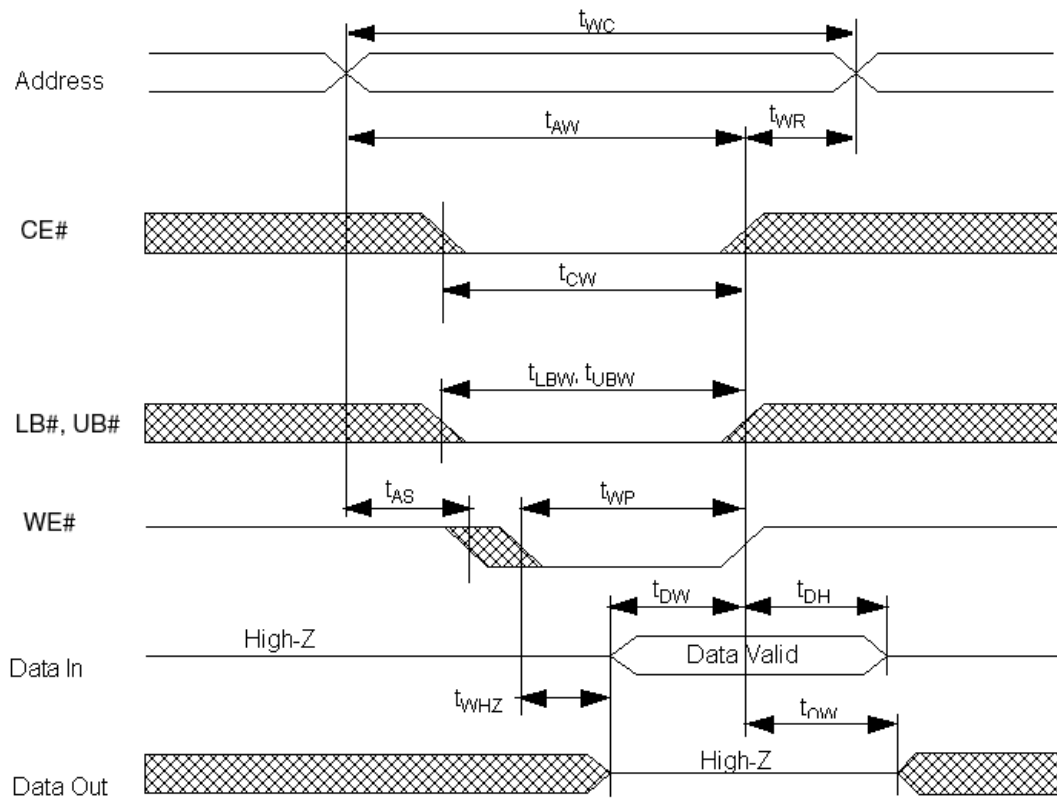 tWC
Address
tAW
tWR
CE#
tCW
tLBW, tUBW
LB#, UB#
tAS
tWP
WE#
tDW
tDH
High-Z
Data Valid
Data In
tWHZ
tOW
High-Z
Data Out